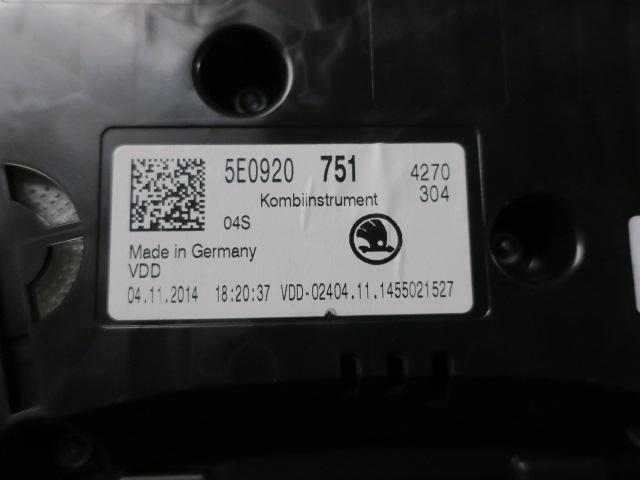 5E0920 751 4270
Kombiinstrument 304
04S
Made in Germany
VDD
04.11.2014 18:20:37 VDD-02404.11.1455021527